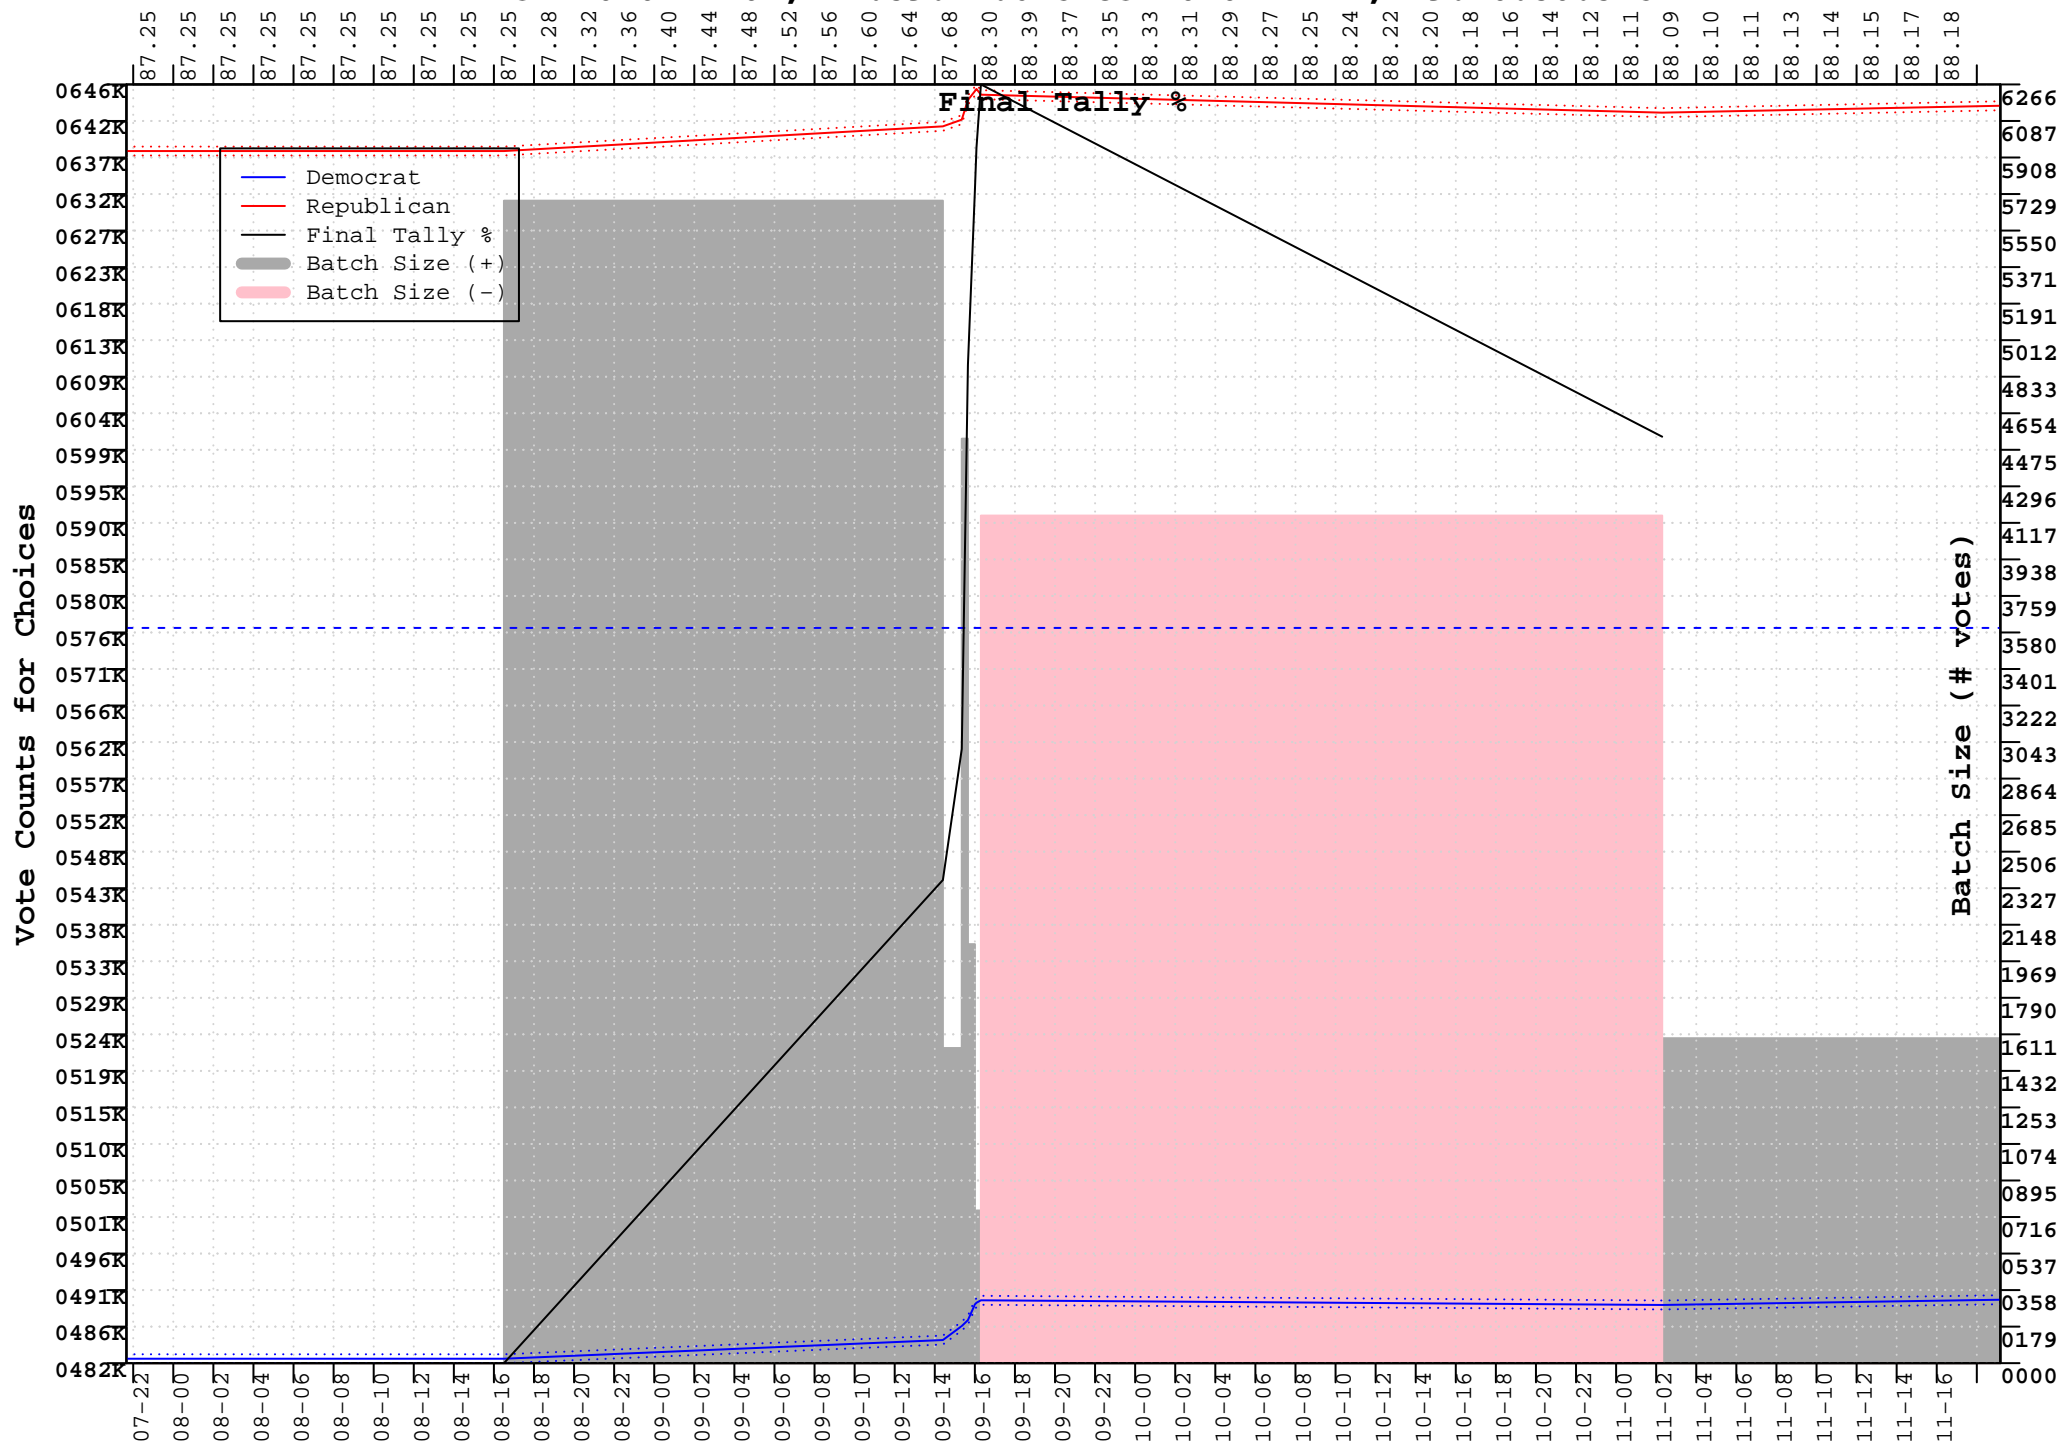 87.25 87.25 87.25 87.25 87.25 87.25 87.25 87.25 87.25 87.25 87.28 87.32 87.36 87.40 87.44 87.48 87.52 87.56 87.60 87.64 87.68 88.30 88.39 88.37 88.35 88.33 88.31 88.29 88.27 88.25 88.24 88.22 88.20 88.18 88.16 88.14 88.12 88.11 88.09 88.10 88.11 88.13 88.14 88.15 88.17 88.18
Final Tally %
Democrat
Republican
Final Tally %
Batch Size (+)
Batch Size (-)
Vote Counts for Choices
0646K
0642K
0637K
0632K
0627K
0623K
0618K
0613K
0609K
0604K
0599K
0595K
0590K
0585K
0580K
0576K
0571K
0566K
0562K
0557K
0552K
0548K
0543K
0538K
0533K
0529K
0524K
0519K
0515K
0510K
0505K
0501K
0496K
0491K
0486K
0482K
Batch Size (# votes)
6266
6087
5908
5729
5550
5371
5191
5012
4833
4654
4475
4296
4117
3938
3759
3580
3401
3222
3043
2864
2685
2506
2327
2148
1969
1790
1611
1432
1253
1074
0895
0716
0537
0358
0179
0000
07-22 08-00 08-02 08-04 08-06 08-08 08-10 08-12 08-14 08-16 08-18 08-20 08-22 09-00 09-02 09-04 09-06 09-08 09-10 09-12 09-14 09-16 09-18 09-20 09-22 10-00 10-02 10-04 10-06 10-08 10-10 10-12 10-14 10-16 10-18 10-20 10-22 11-00 11-02 11-04 11-06 11-08 11-10 11-12 11-14 11-16